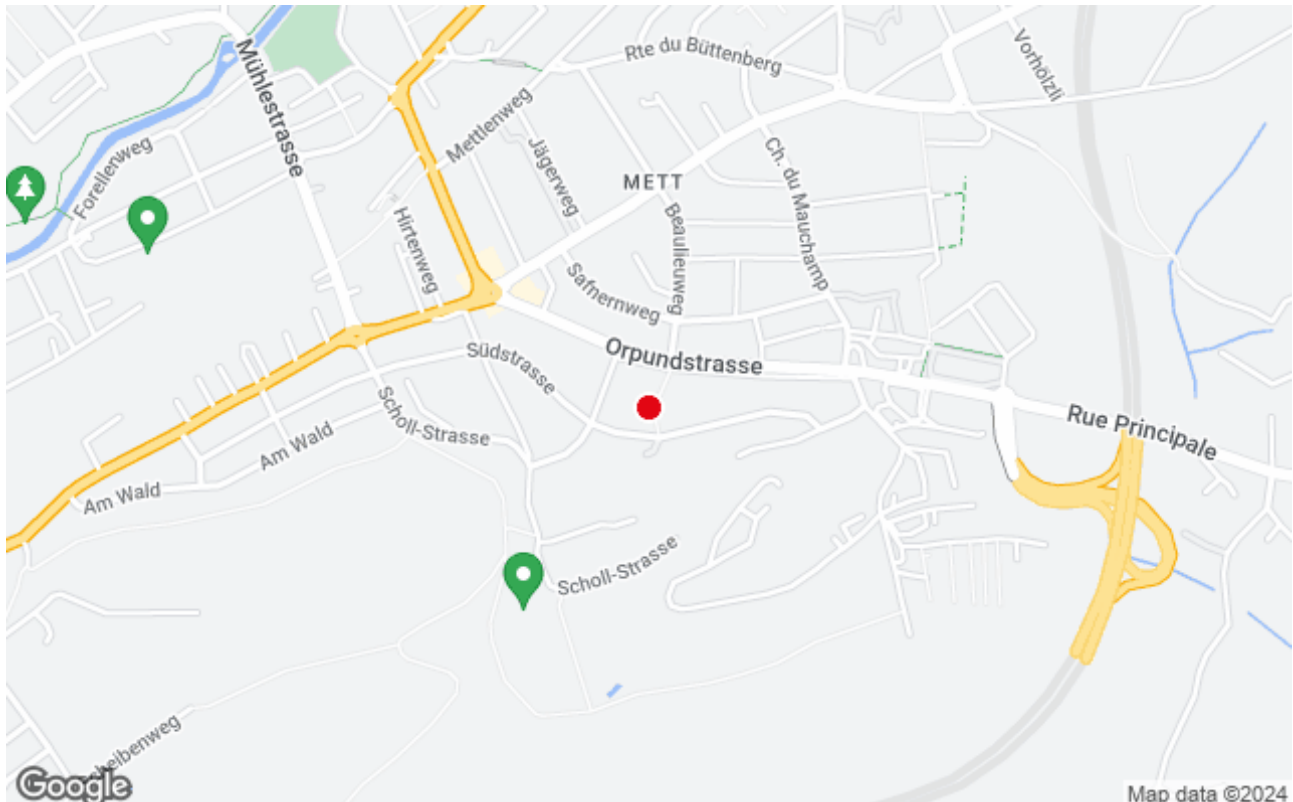 Rte du Büttenberg
Vorhölzli
Mühlestrasse
Mettlenweg
Jägerweg
Forellenweg
METT
Ch. du Mauchamp
Hirtenweg
Beaulieuweg
Safnernweg
Südstrasse
Orpundstrasse
Scholl-Strasse
Rue Principale
Am Wald
Am Wald
Scholl-Strasse
heibenweg
Google
Map data ©2024